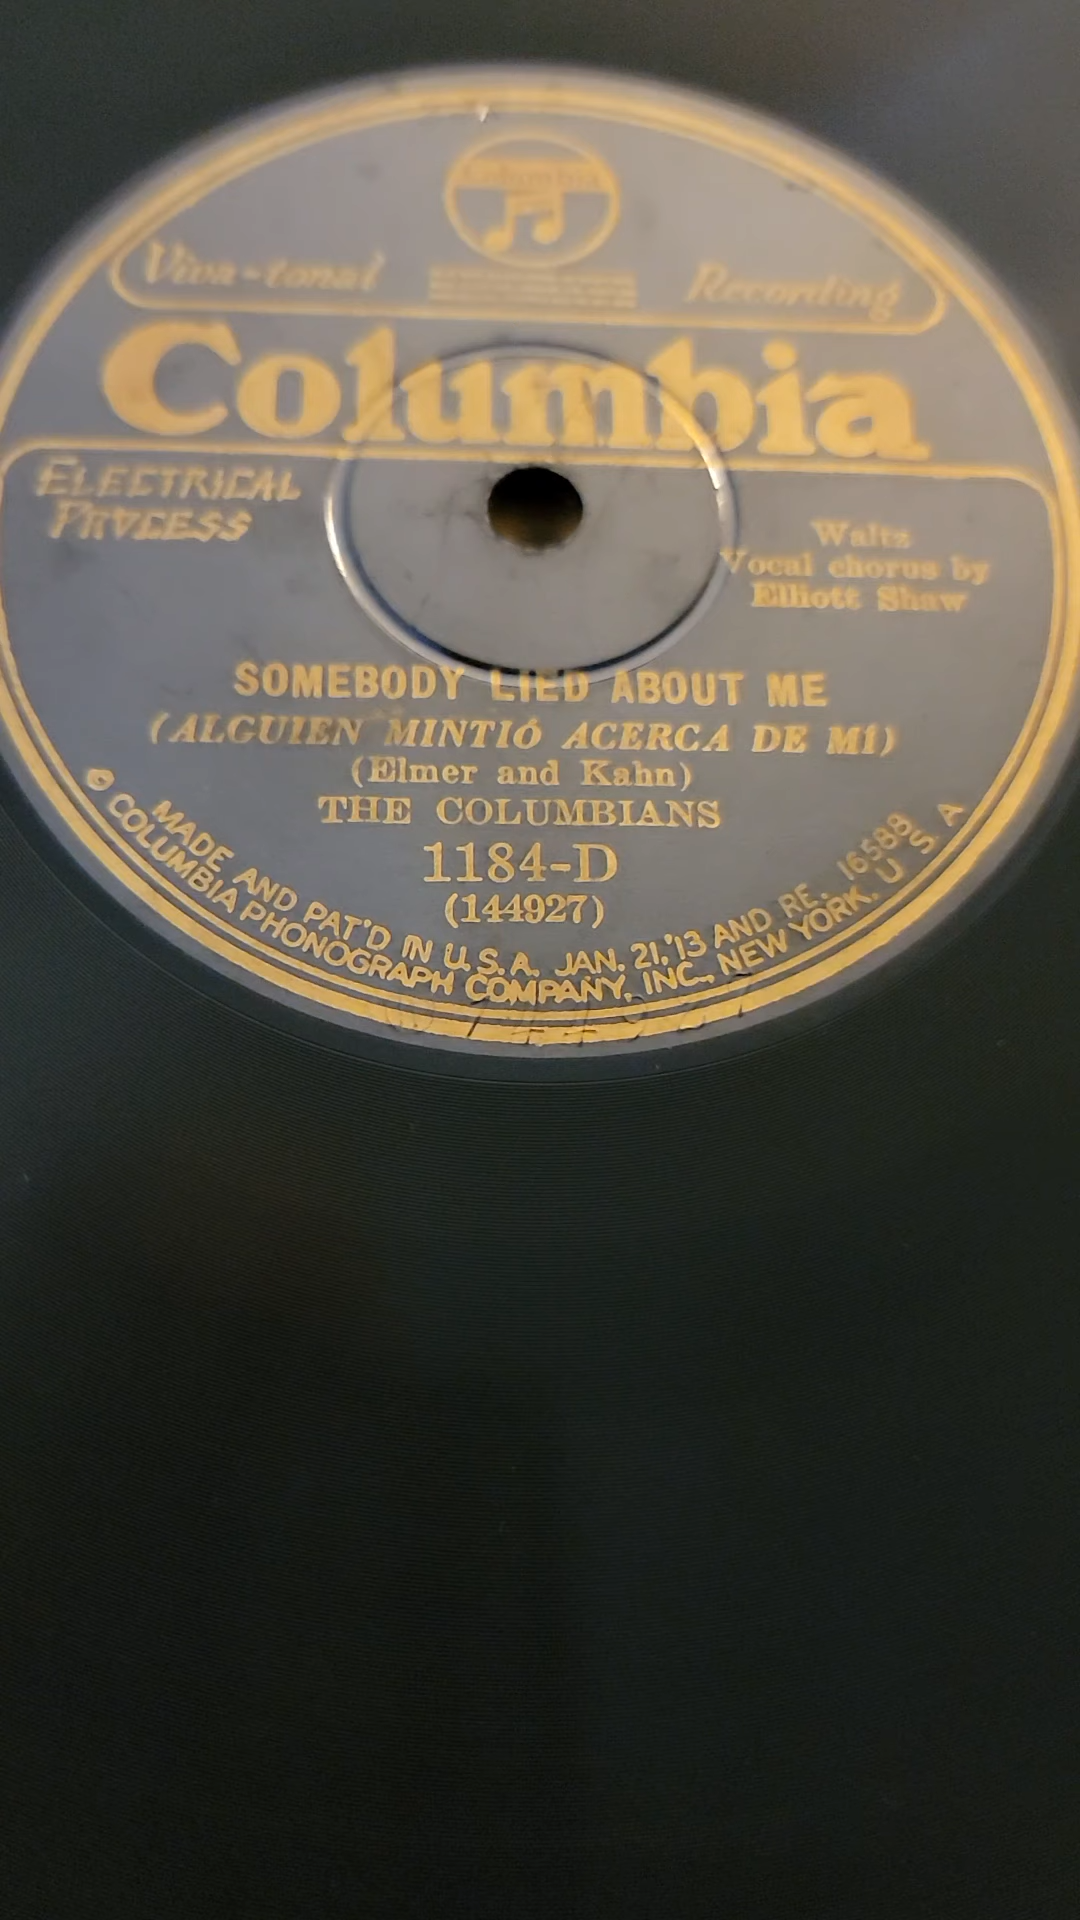 Columbia
Viva-tonal Recording
Columbia
ELECTRICAL
PROCESS
Waltz
Vocal chorus by
Elliott Shaw
SOMEBODY LIED ABOUT ME
(ALGUIEN MINTIÓ ACERCA DE MÍ)
(Elmer and Kahn)
THE COLUMBIANS
1184-D
(144927)
MADE AND PAT'D IN U.S.A. JAN. 21, '13 AND RE. 16588
COLUMBIA PHONOGRAPH COMPANY, INC., NEW YORK, U S A